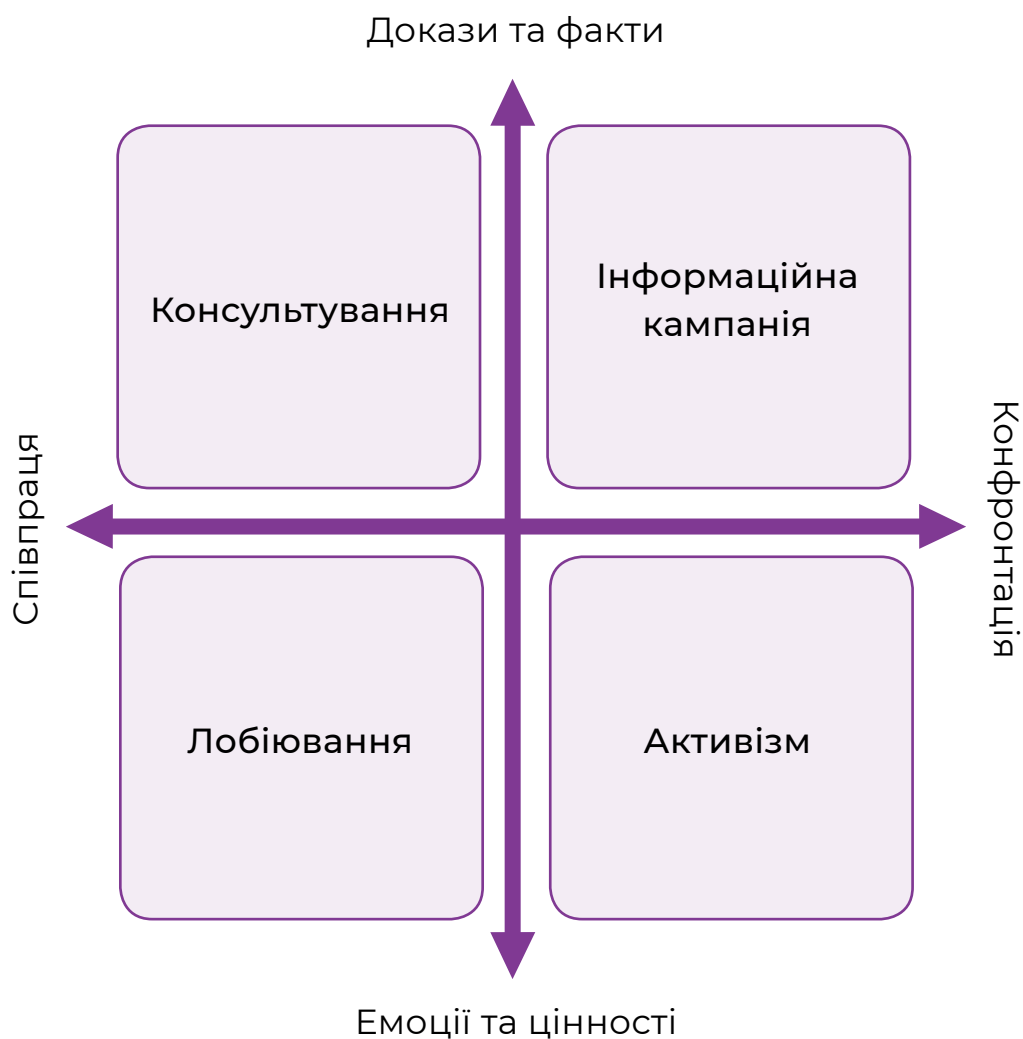 Докази та факти
Консультування
Інформаційна
кампанія
Співпраця
Конфронтація
Лобіювання
Активізм
Емоції та цінності